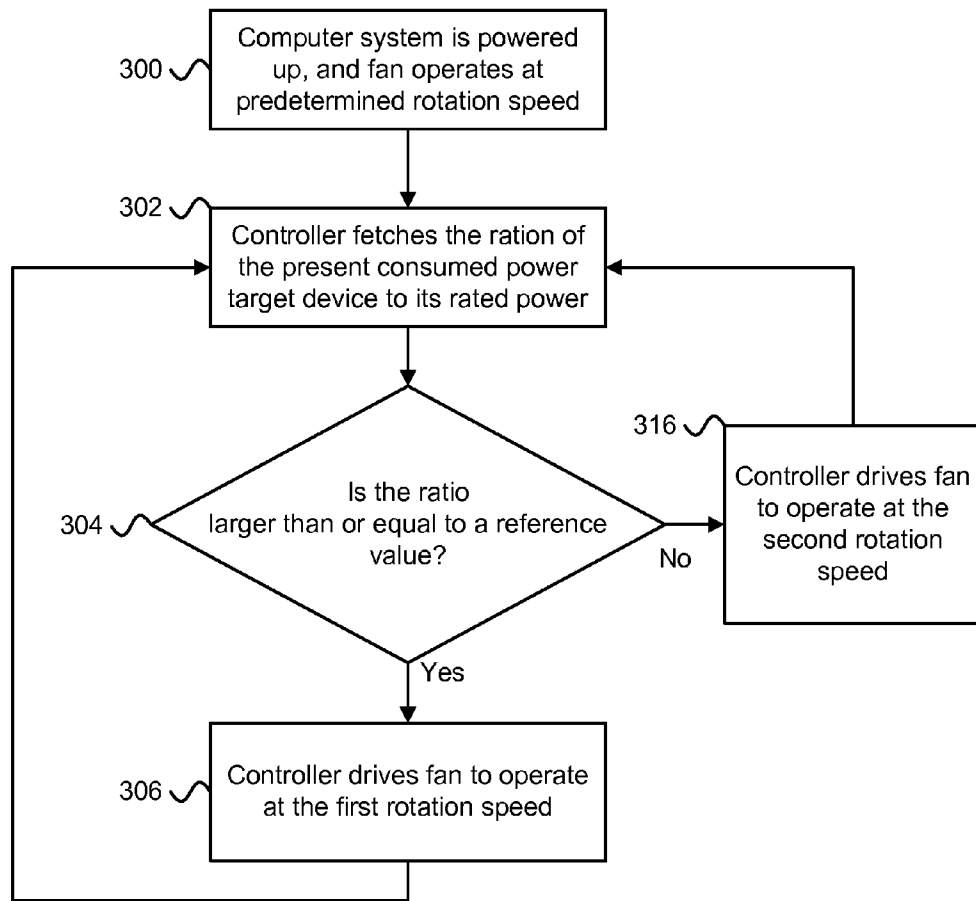 Computer system is powered
up, and fan operates at
predetermined rotation speed
300
302
Controller fetches the ration of
the present consumed power
target device to its rated power
316
Controller drives fan
to operate at the
second rotation
speed
Is the ratio
larger than or equal to a reference
value?
304
No
Yes
Controller drives fan to operate
at the first rotation speed
306